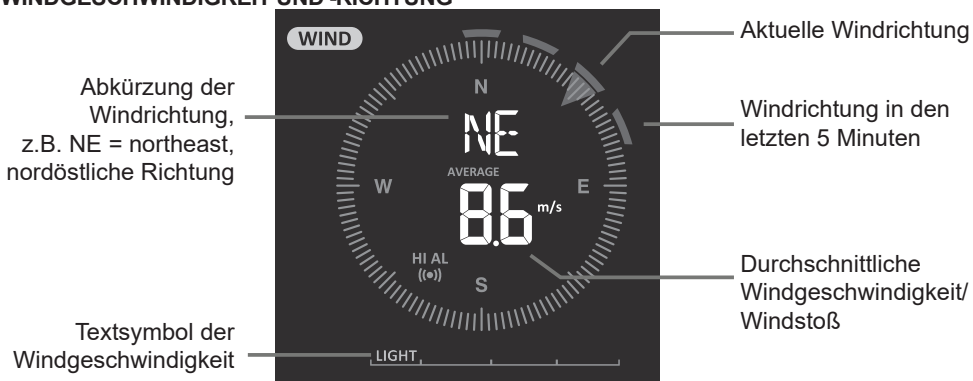 WINDGESCHWINDIGKEIT UND -RICHTUNG
WIND
Aktuelle Windrichtung
N
Abkürzung der
Windrichtung,
z.B. NE = northeast,
nordöstliche Richtung
NE
Windrichtung in den
letzten 5 Minuten
AVERAGE
W
8.6 m/s
E
HI AL
S
Durchschnittliche
Windgeschwindigkeit/
Windstoß
Textsymbol der
Windgeschwindigkeit
LIGHT